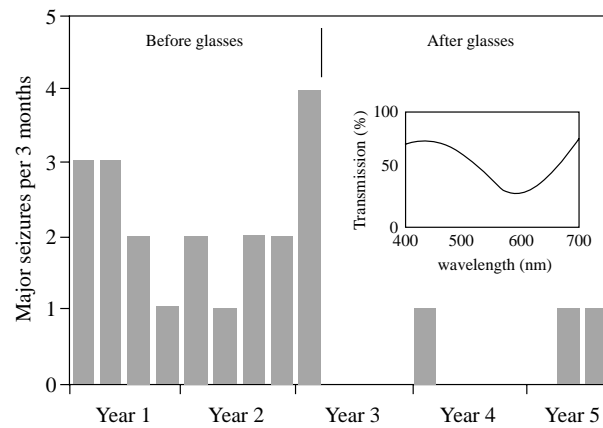 5
Before glasses
After glasses
4
3
2
1
0
Major seizures per 3 months
100
50
0
Transmission (%)
400
500
600
700
wavelength (nm)
Year 1
Year 2
Year 3
Year 4
Year 5